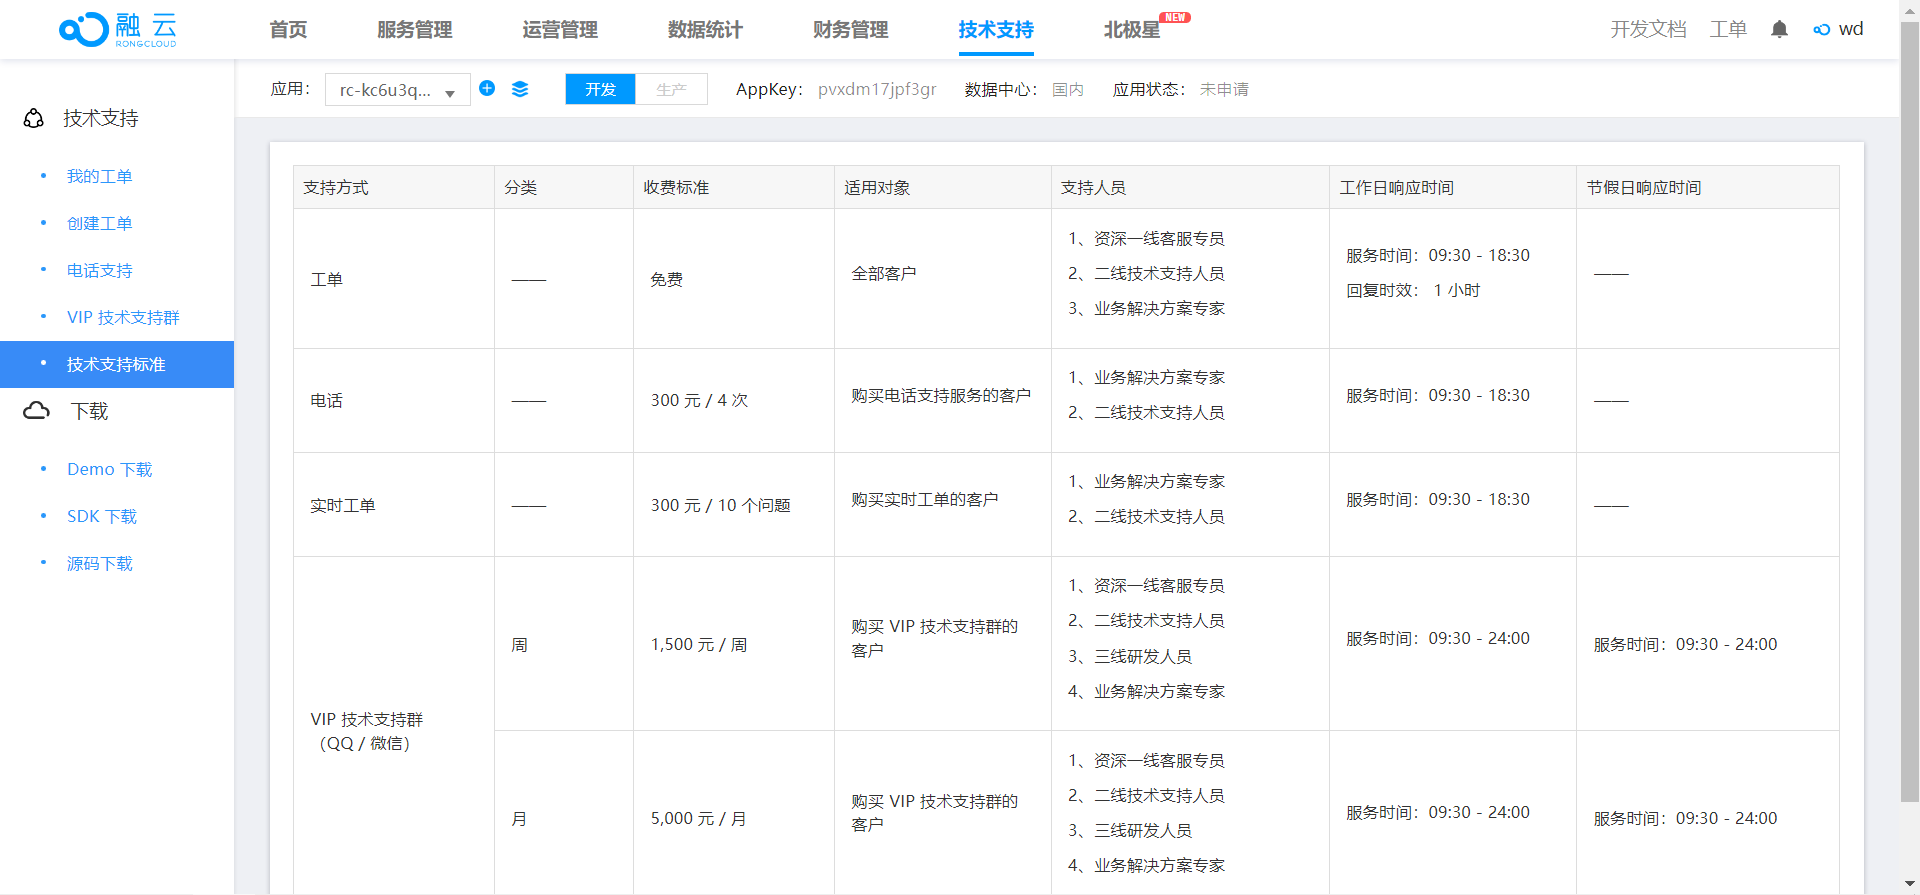 融 云
RONGCLOUD
首页
服务管理
运营管理
数据统计
财务管理
技术支持
北极星
NEW
开发文档
工单
wd
应用:
rc-kc6u3q...
开发
生产
AppKey: pvxdm17jpf3gr
数据中心: 国内
应用状态: 未申请
技术支持
我的工单
创建工单
电话支持
VIP 技术支持群
技术支持标准
下载
Demo 下载
SDK 下载
源码下载
支持方式
分类
收费标准
适用对象
支持人员
工作日响应时间
节假日响应时间
工单
——
免费
全部客户
1、资深一线客服专员
2、二线技术支持人员
3、业务解决方案专家
服务时间: 09:30 - 18:30
回复时效: 1 小时
——
电话
——
300 元 / 4 次
购买电话支持服务的客户
1、业务解决方案专家
2、二线技术支持人员
服务时间: 09:30 - 18:30
——
实时工单
——
300 元 / 10 个问题
购买实时工单的客户
1、业务解决方案专家
2、二线技术支持人员
服务时间: 09:30 - 18:30
——
VIP 技术支持群
（QQ / 微信）
周
1,500 元 / 周
购买 VIP 技术支持群的
客户
1、资深一线客服专员
2、二线技术支持人员
3、三线研发人员
4、业务解决方案专家
服务时间: 09:30 - 24:00
服务时间: 09:30 - 24:00
月
5,000 元 / 月
购买 VIP 技术支持群的
客户
1、资深一线客服专员
2、二线技术支持人员
3、三线研发人员
4、业务解决方案专家
服务时间: 09:30 - 24:00
服务时间: 09:30 - 24:00